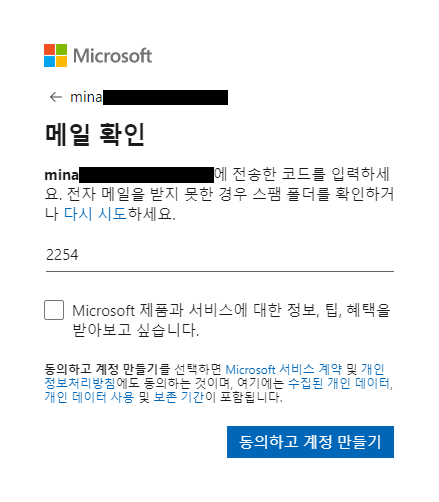 Microsoft
← mina
메일 확인
mina에 전송한 코드를 입력하세
요. 전자 메일을 받지 못한 경우 스팸 폴더를 확인하거
나 다시 시도하세요.
2254
Microsoft 제품과 서비스에 대한 정보, 팁, 혜택을
받아보고 싶습니다.
동의하고 계정 만들기를 선택하면 Microsoft 서비스 계약 및 개인
정보처리방침에도 동의하는 것이며, 여기에는 수집된 개인 데이터,
개인 데이터 사용 및 보존 기간이 포함됩니다.
동의하고 계정 만들기